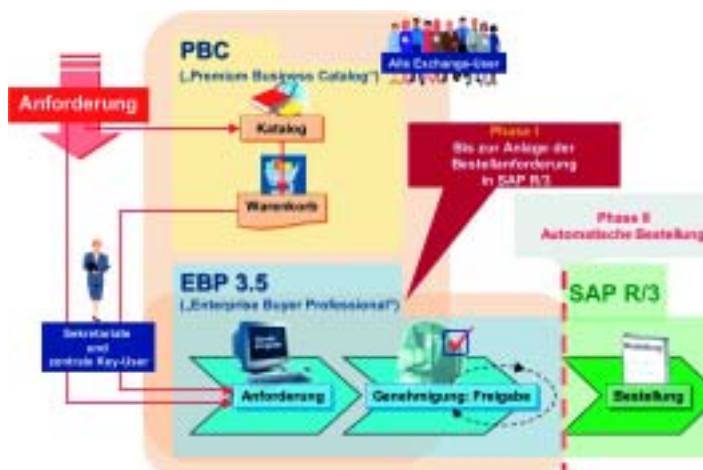 PBC
(„Premium Business Catalog“)
Alle Exchange-User
Anforderung
Katalog
Warenkorb
Phase I
Bis zur Anlage der
Bestellanforderung
in SAP R/3
Phase II
Automatische Bestellung
EBP 3.5
(„Enterprise Buyer Professional“)
SAP R/3
Sekretariate
und
zentrale Key-User
Anforderung
Genehmigung: Freigabe
Bestellung
Bestellung